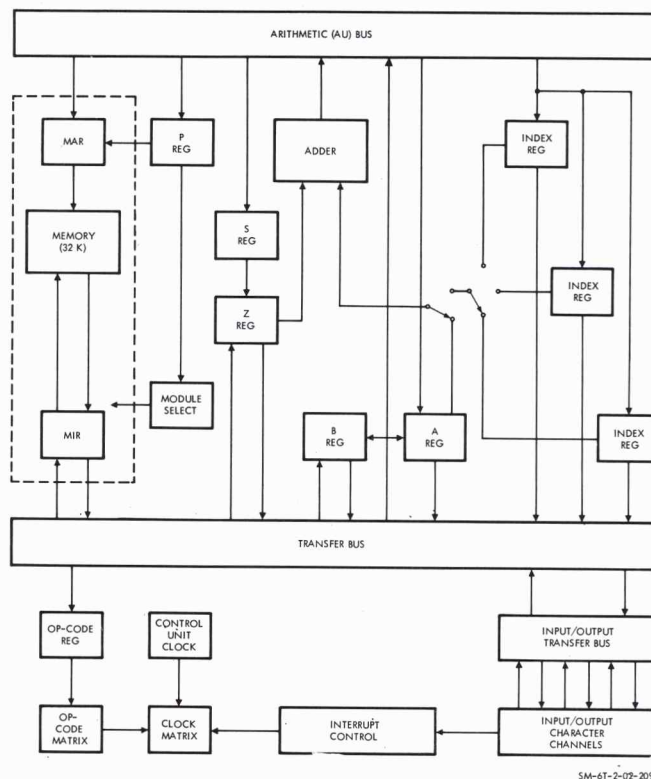 ARITHMETIC (AU) BUS
MAR
P
REG
ADDER
INDEX
REG
MEMORY
(32 K)
S
REG
INDEX
REG
Z
REG
MODULE
SELECT
MIR
B
REG
A
REG
INDEX
REG
TRANSFER BUS
OP-CODE
REG
CONTROL
UNIT
CLOCK
INPUT/OUTPUT
TRANSFER BUS
OP-
CODE
MATRIX
CLOCK
MATRIX
INTERRUPT
CONTROL
INPUT/OUTPUT
CHARACTER
CHANNELS